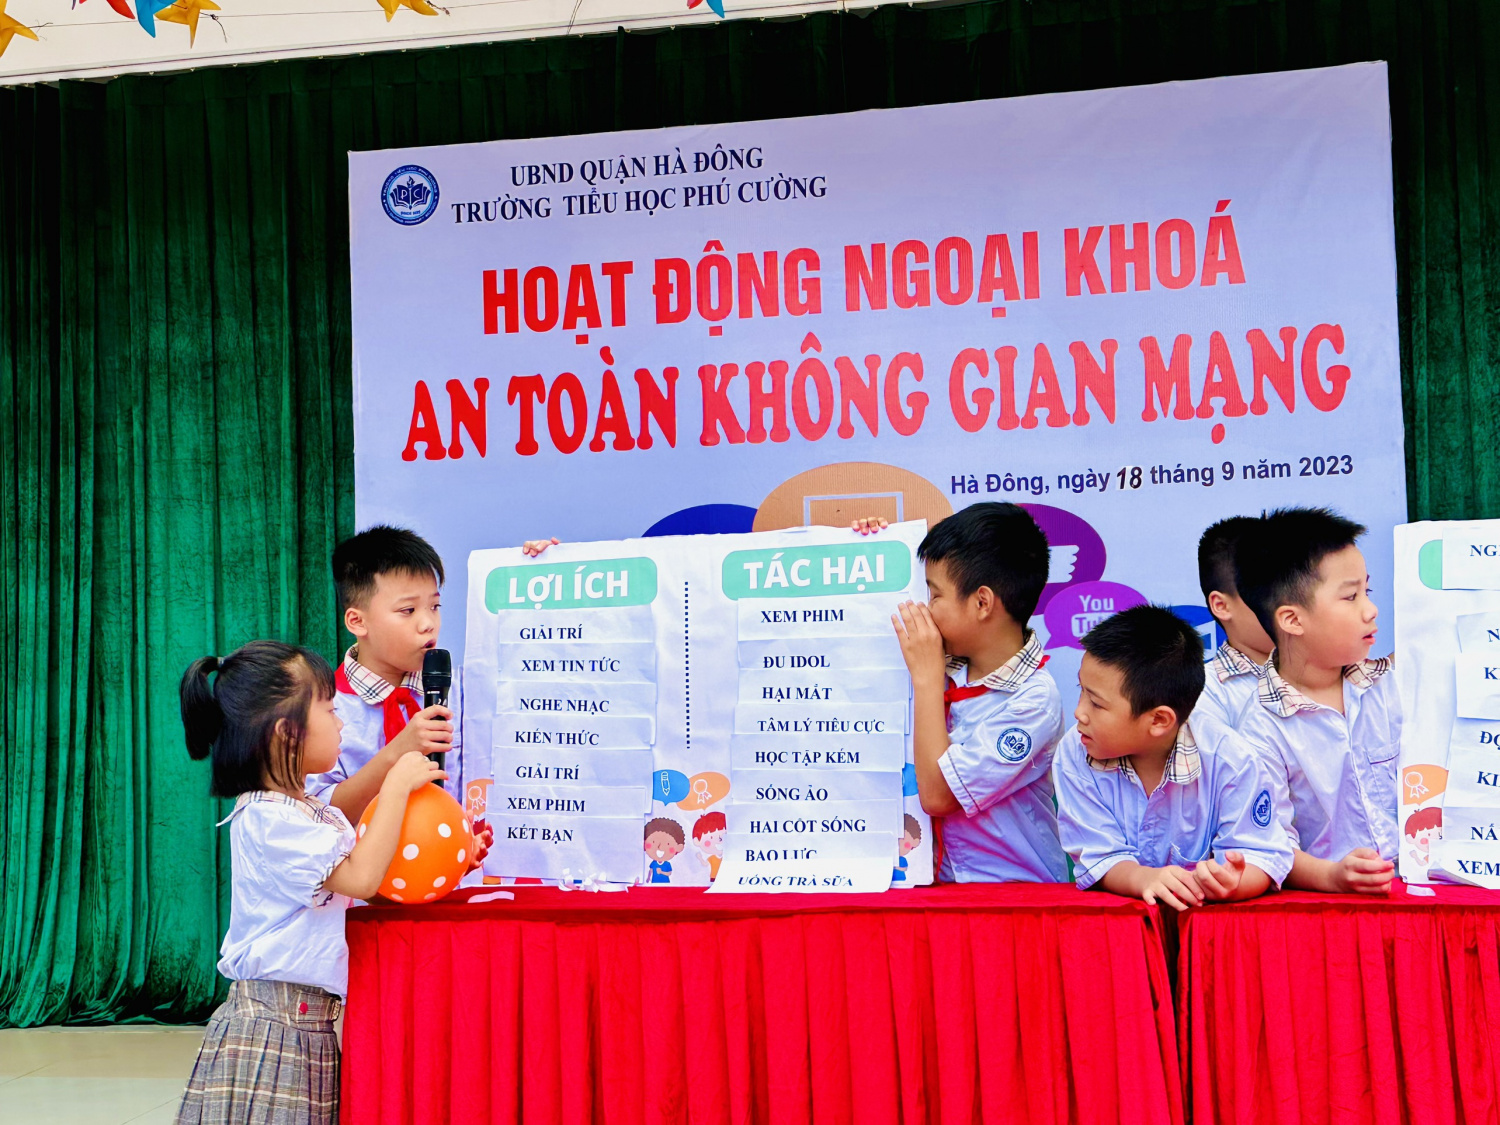 UBND QUẬN HÀ ĐÔNG
TRƯỜNG TIỂU HỌC PHÚ CƯỜNG
HOẠT ĐỘNG NGOẠI KHOÁ
AN TOÀN KHÔNG GIAN MẠNG
Hà Đông, ngày 18 tháng 9 năm 2023
LỢI ÍCH
GIẢI TRÍ
XEM TIN TỨC
NGHE NHẠC
KIẾN THỨC
GIẢI TRÍ
XEM PHIM
KẾT BẠN
TÁC HẠI
XEM PHIM
ĐU IDOL
HẠI MẮT
TÂM LÝ TIÊU CỰC
HỌC TẬP KÉM
SỐNG ẢO
HẠI CỘT SỐNG
BẠO LỰC
UỐNG TRÀ SỮA
You
XEM